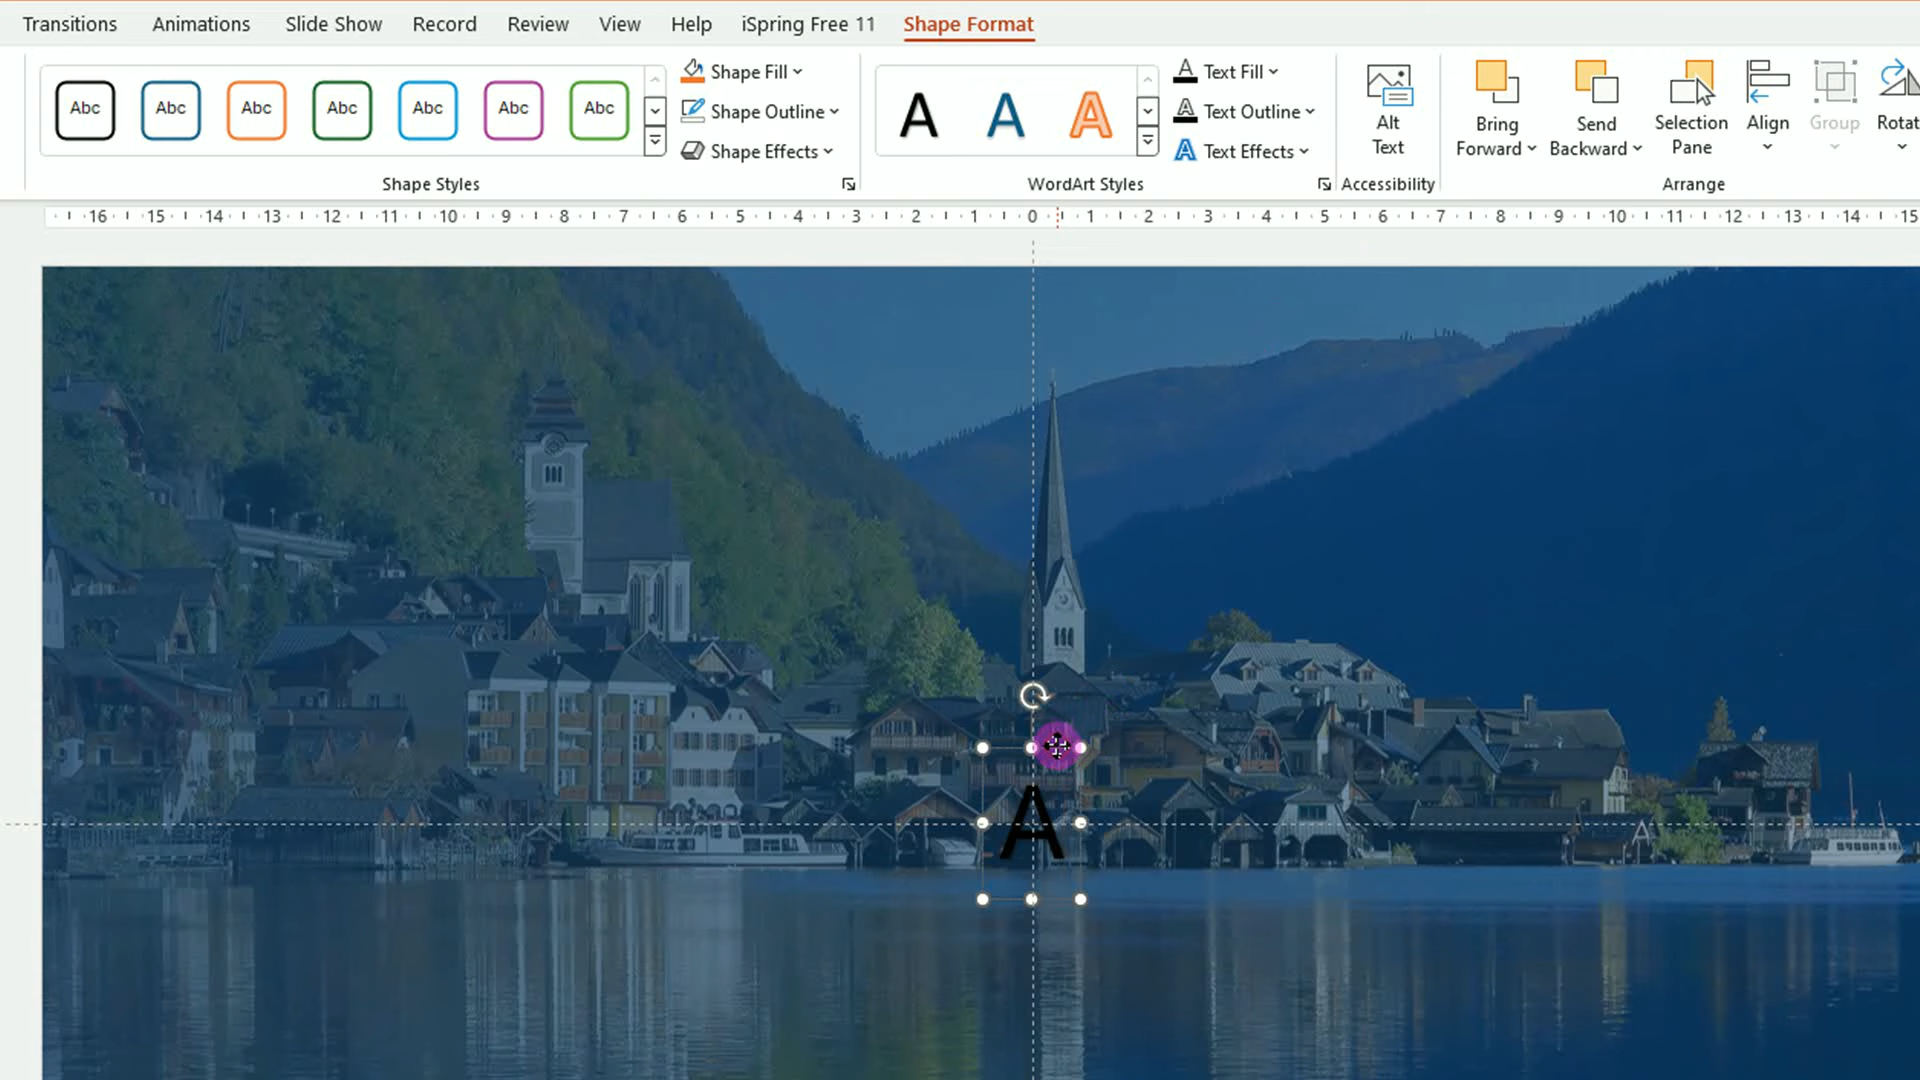 Transitions Animations Slide Show Record Review View Help iSpring Free 11 Shape Format
Abc Abc Abc Abc Abc Abc Abc
Shape Fill
Shape Outline
Shape Effects
Shape Styles
A A A
Text Fill
Text Outline
Text Effects
WordArt Styles
Alt Text
Accessibility
Bring Forward
Send Backward
Selection Pane
Align
Group
Rotat
Arrange
16 15 14 13 12 11 10 9 8 7 6 5 4 3 2 1 0 1 2 3 4 5 6 7 8 9 10 11 12 13 14 15
A
A